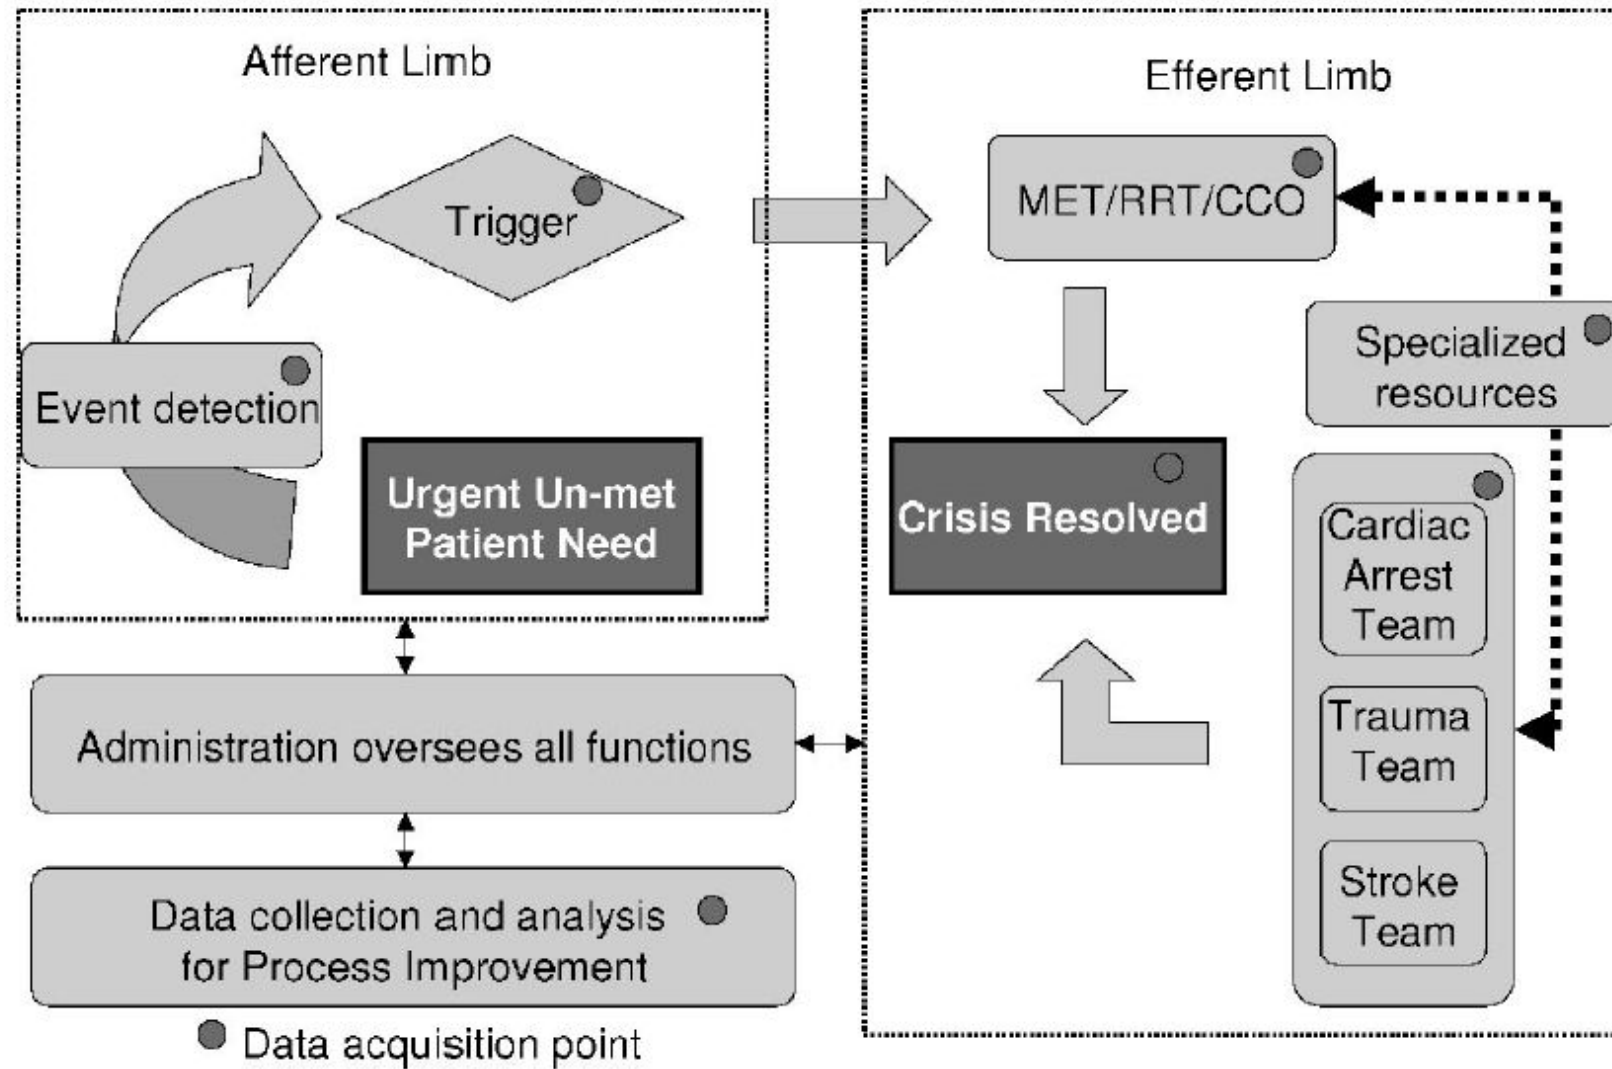 Afferent Limb
Trigger
Event detection
Urgent Un-met
Patient Need
Efferent Limb
MET/RRT/CCO
Specialized
resources
Crisis Resolved
Cardiac
Arrest
Team
Trauma
Team
Stroke
Team
Administration oversees all functions
Data collection and analysis
for Process Improvement
Data acquisition point